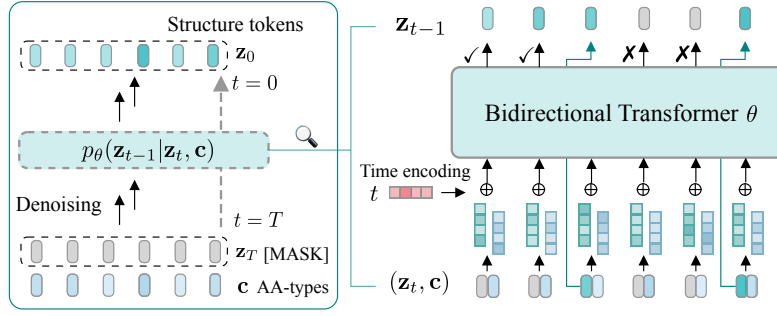 Structure tokens
z₀
t = 0
p_θ(z_{t−1}|z_t, c)
Denoising
t = T
z_T [MASK]
c AA-types
z_{t−1}
✓ ✓ ✗ ✗
Bidirectional Transformer θ
Time encoding
t
(z_t, c)